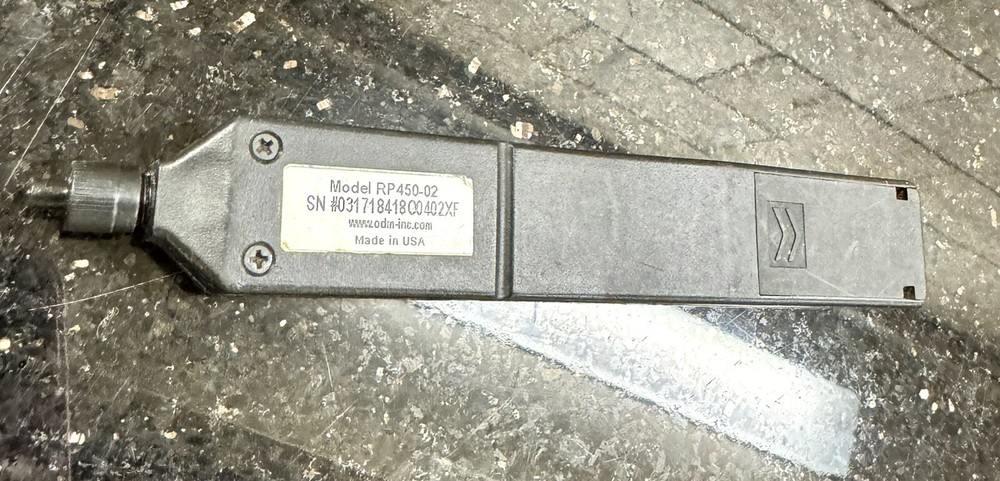 Model RP450-02
SN #031718418C0402XF
www.odm-inc.com
Made in USA